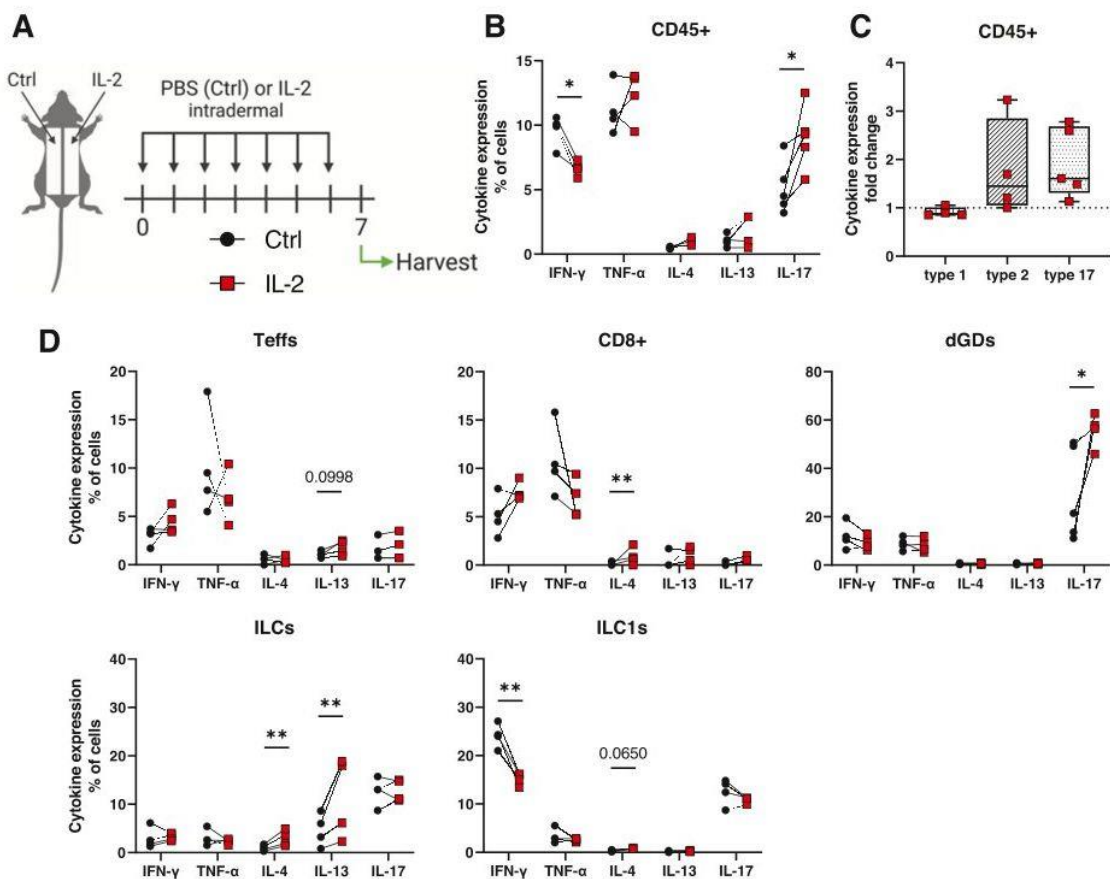 A
Ctrl
IL-2
PBS (Ctrl) or IL-2
intradermal
0
7
Ctrl
IL-2
Harvest
B
CD45+
Cytokine expression
% of cells
15
10
5
0
*
*
IFN-γ TNF-α IL-4 IL-13 IL-17
C
CD45+
Cytokine expression
fold change
4
3
2
1
0
type 1 type 2 type 17
D
Teffs
Cytokine expression
% of cells
20
15
10
5
0
0.0998
IFN-γ TNF-α IL-4 IL-13 IL-17
CD8+
20
15
10
5
0
**
IFN-γ TNF-α IL-4 IL-13 IL-17
dGDs
80
60
40
20
0
*
IFN-γ TNF-α IL-4 IL-13 IL-17
ILCs
Cytokine expression
% of cells
40
30
20
10
0
**
**
IFN-γ TNF-α IL-4 IL-13 IL-17
ILC1s
40
30
20
10
0
**
0.0650
IFN-γ TNF-α IL-4 IL-13 IL-17